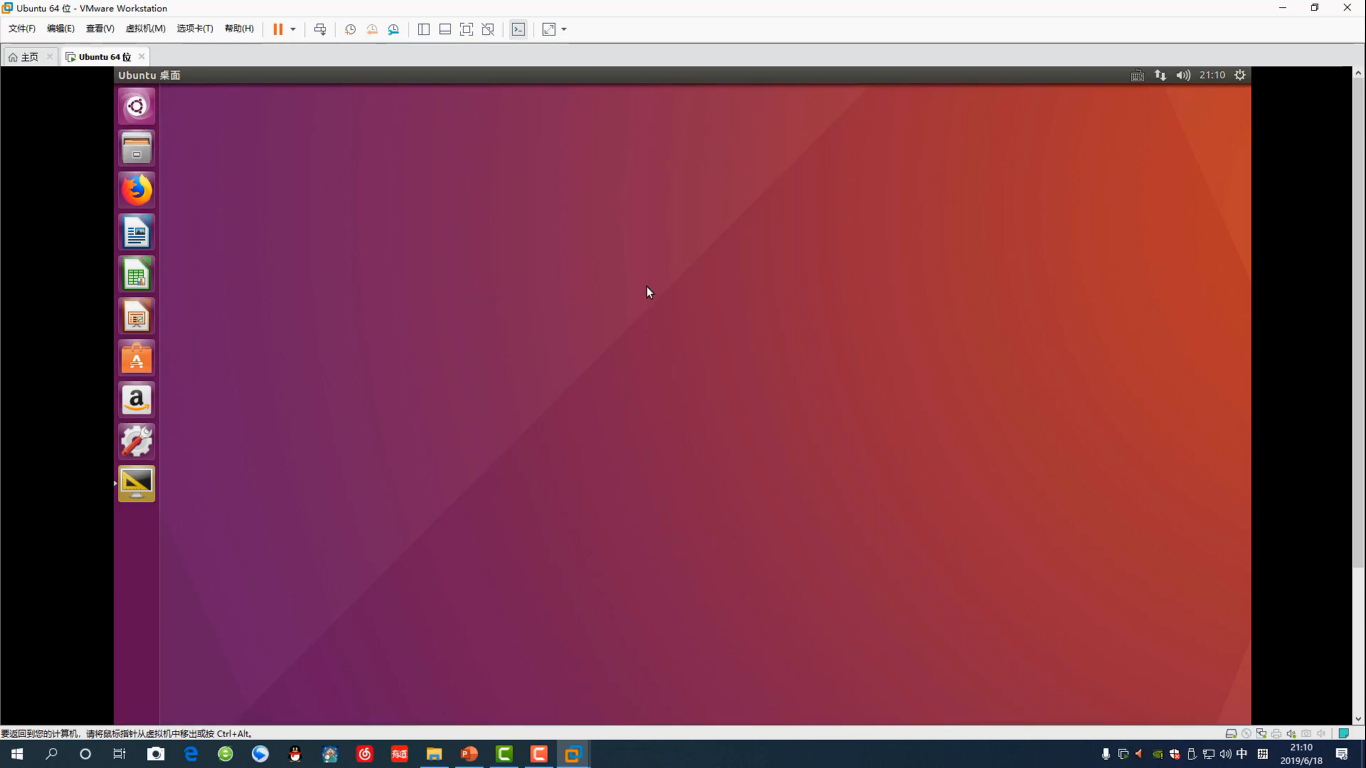 Ubuntu 64 位 - VMware Workstation
文件(F) 编辑(E) 查看(V) 虚拟机(M) 选项卡(T) 帮助(H)
主页 Ubuntu 64 位
Ubuntu 桌面 21:10
要返回到您的计算机，请将鼠标指针从虚拟机中移出或按 Ctrl+Alt。
有道 中 21:10
2019/6/18